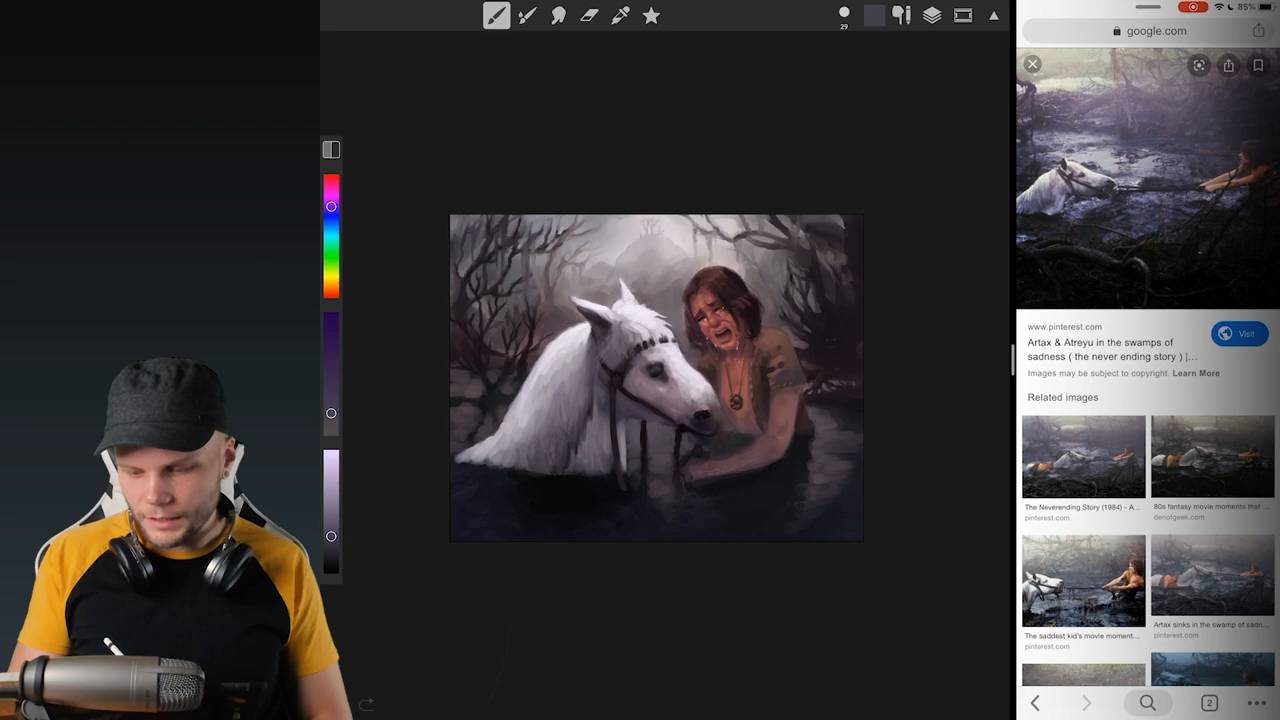 29
85%
google.com
www.pinterest.com
Artax & Atreyu in the swamps of
sadness ( the never ending story ) |...
Visit
Images may be subject to copyright. Learn More
Related images
The Neverending Story (1984) - A...
pinterest.com
80s fantasy movie moments that ...
denofgeek.com
The saddest kid's movie moment...
pinterest.com
Artax sinks in the swamp of sadn...
pinterest.com
2